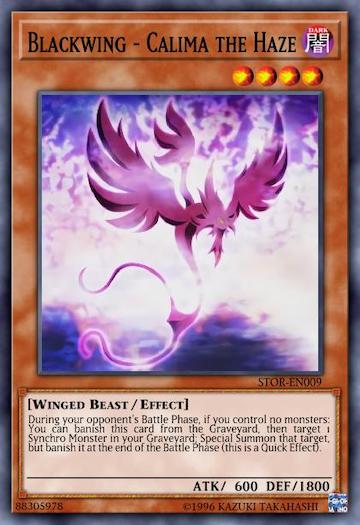 BLACKWING - CALIMA THE HAZE
DARK
闇
STOR-EN009
[WINGED BEAST / EFFECT]
During your opponent's Battle Phase, if you control no monsters:
You can banish this card from the Graveyard, then target 1
Synchro Monster in your Graveyard; Special Summon that target,
but banish it at the end of the Battle Phase (this is a Quick Effect).
ATK/ 600 DEF/1800
88305978
©1996 KAZUKI TAKAHASHI